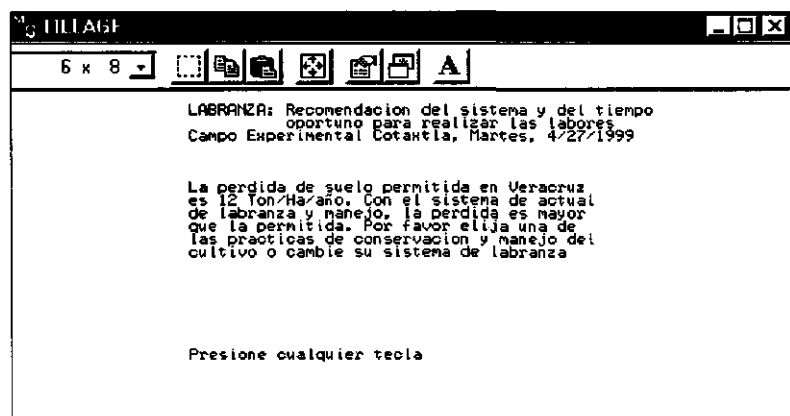 TILLAGE
6 x 8
A
LABRANZA: Recomendacion del sistema y del tiempo
oportuno para realizar las labores
Campo Experimental Cotaxtla, Martes, 4/27/1999
La perdida de suelo permitida en Veracruz
es 12 Ton/Ha/año. Con el sistema de actual
de labranza y manejo, la perdida es mayor
que la permitida. Por favor elija una de
las practicas de conservacion y manejo del
cultivo o cambie su sistema de labranza
Presione cualquier tecla